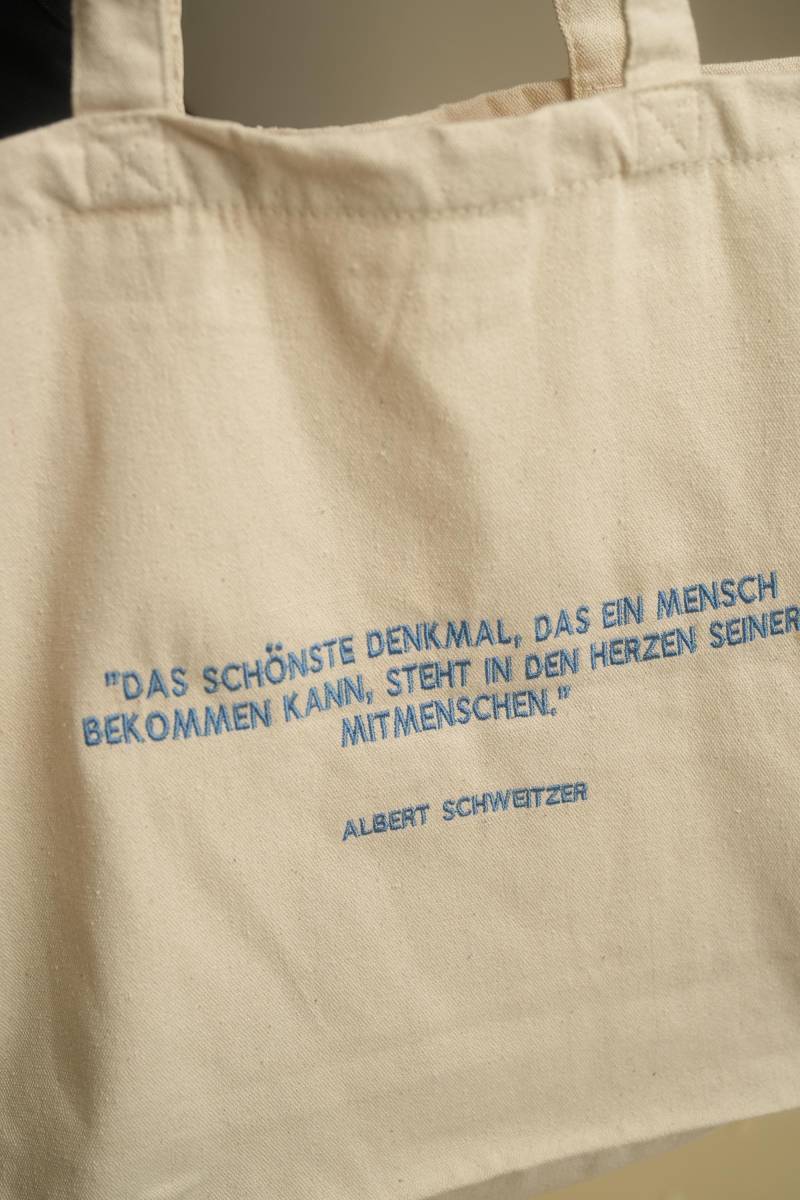 "DAS SCHÖNSTE DENKMAL, DAS EIN MENSCH
BEKOMMEN KANN, STEHT IN DEN HERZEN SEINER
MITMENSCHEN."
ALBERT SCHWEITZER